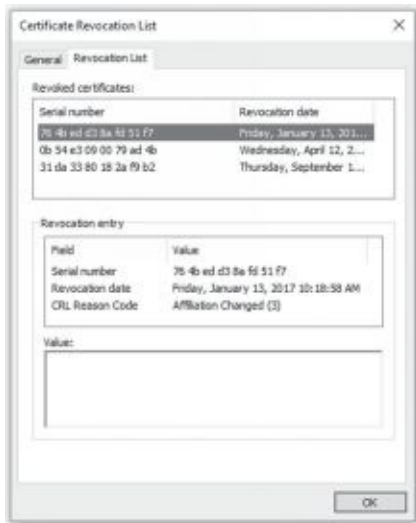 Certificate Revocation List
General Revocation List
Revoked certificates:
Serial number Revocation date
76 4b ed d3 8a fd 51 f7 Friday, January 13, 201...
0b 54 e3 09 00 79 ad 4b Wednesday, April 12, 2...
31 da 33 80 18 2a f9 b2 Thursday, September 1...
Revocation entry
Field Value
Serial number 76 4b ed d3 8a fd 51 f7
Revocation date Friday, January 13, 2017 10:18:58 AM
CRL Reason Code Affiliation Changed (3)
Value:
OK